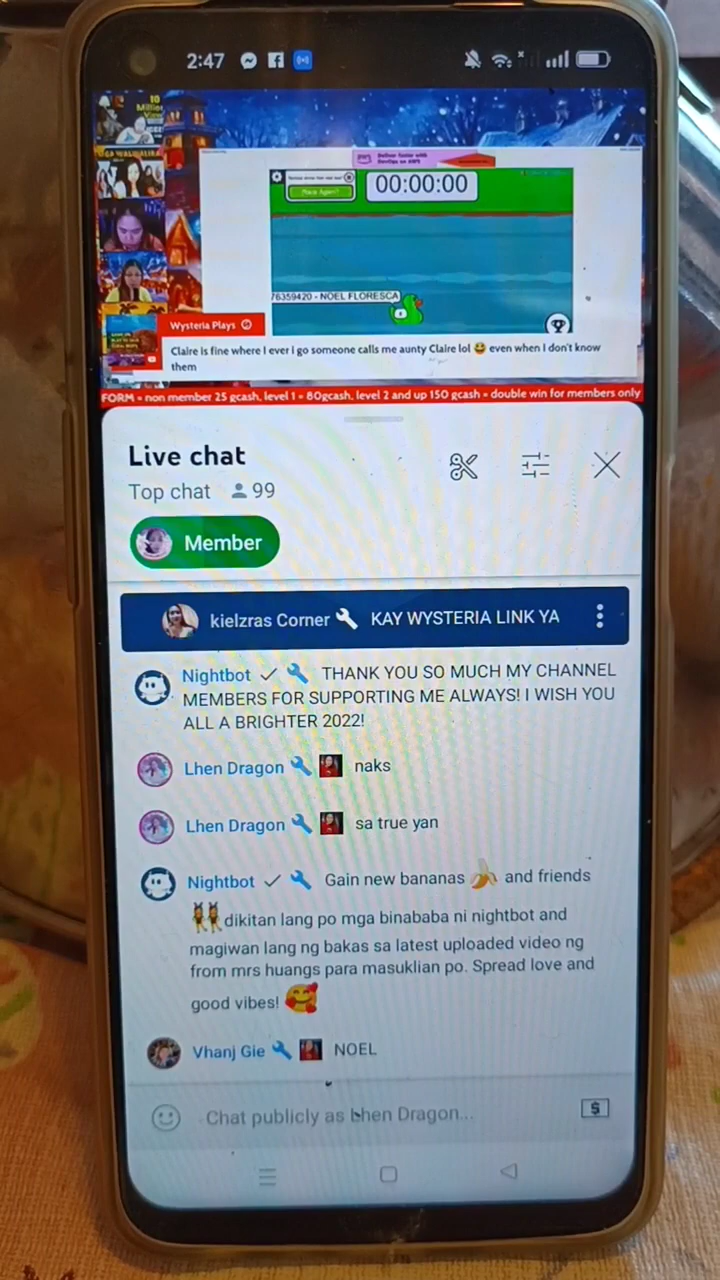 2:47
10
Million
View
00:00:00
Race Again?
76359420 - NOEL FLORESCA
Wysteria Plays
Claire is fine where I ever i go someone calls me aunty Claire lol 😃 even when I don't know
them
FORM = non member 25 gcash, level 1 = 80gcash, level 2 and up 150 gcash = double win for members only
Live chat
Top chat 99
Member
kielzras Corner KAY WYSTERIA LINK YA
Nightbot THANK YOU SO MUCH MY CHANNEL
MEMBERS FOR SUPPORTING ME ALWAYS! I WISH YOU
ALL A BRIGHTER 2022!
Lhen Dragon naks
Lhen Dragon sa true yan
Nightbot Gain new bananas 🍌 and friends
👯 dikitan lang po mga binababa ni nightbot and
magiwan lang ng bakas sa latest uploaded video ng
from mrs huangs para masuklian po. Spread love and
good vibes! 🥰
Vhanj Gie NOEL
Chat publicly as Lhen Dragon...
$